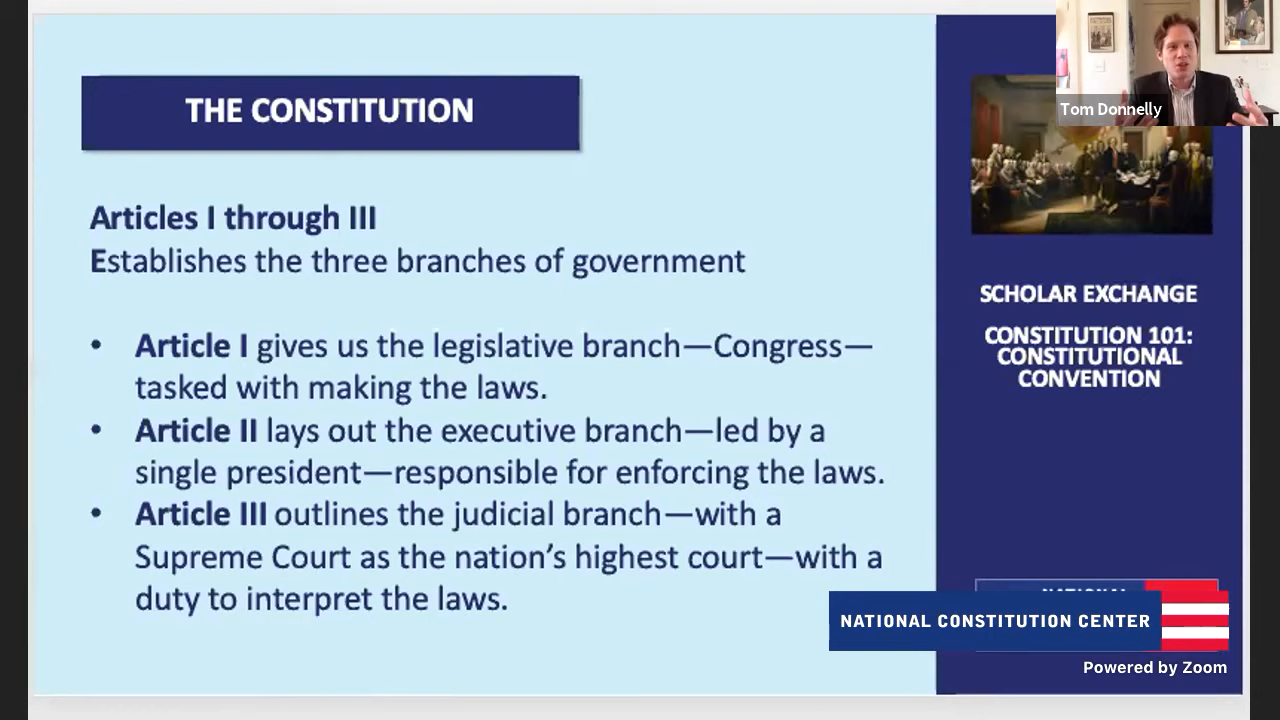 THE CONSTITUTION
Articles I through III
Establishes the three branches of government
• Article I gives us the legislative branch—Congress—
tasked with making the laws.
• Article II lays out the executive branch—led by a
single president—responsible for enforcing the laws.
• Article III outlines the judicial branch—with a
Supreme Court as the nation's highest court—with a
duty to interpret the laws.
Tom Donnelly
SCHOLAR EXCHANGE
CONSTITUTION 101:
CONSTITUTIONAL
CONVENTION
NATIONAL CONSTITUTION CENTER
Powered by Zoom